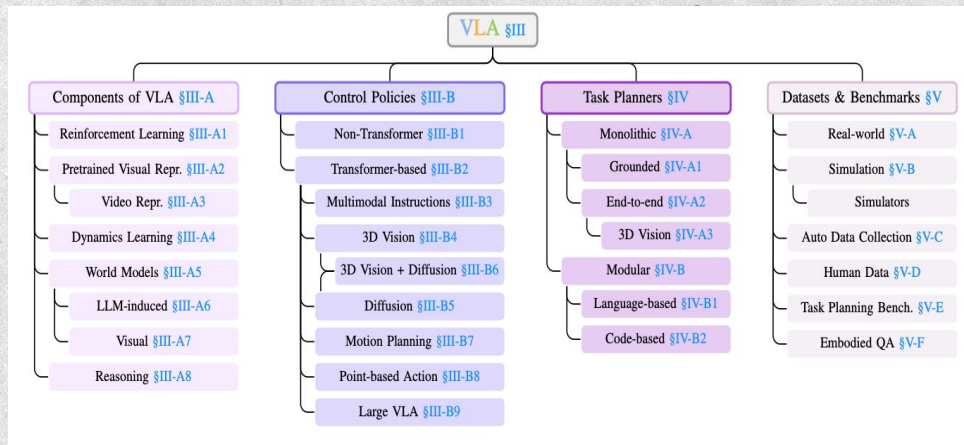 VLA §III
Components of VLA §III-A
Reinforcement Learning §III-A1
Pretrained Visual Repr. §III-A2
Video Repr. §III-A3
Dynamics Learning §III-A4
World Models §III-A5
LLM-induced §III-A6
Visual §III-A7
Reasoning §III-A8
Control Policies §III-B
Non-Transformer §III-B1
Transformer-based §III-B2
Multimodal Instructions §III-B3
3D Vision §III-B4
3D Vision + Diffusion §III-B6
Diffusion §III-B5
Motion Planning §III-B7
Point-based Action §III-B8
Large VLA §III-B9
Task Planners §IV
Monolithic §IV-A
Grounded §IV-A1
End-to-end §IV-A2
3D Vision §IV-A3
Modular §IV-B
Language-based §IV-B1
Code-based §IV-B2
Datasets & Benchmarks §V
Real-world §V-A
Simulation §V-B
Simulators
Auto Data Collection §V-C
Human Data §V-D
Task Planning Bench. §V-E
Embodied QA §V-F